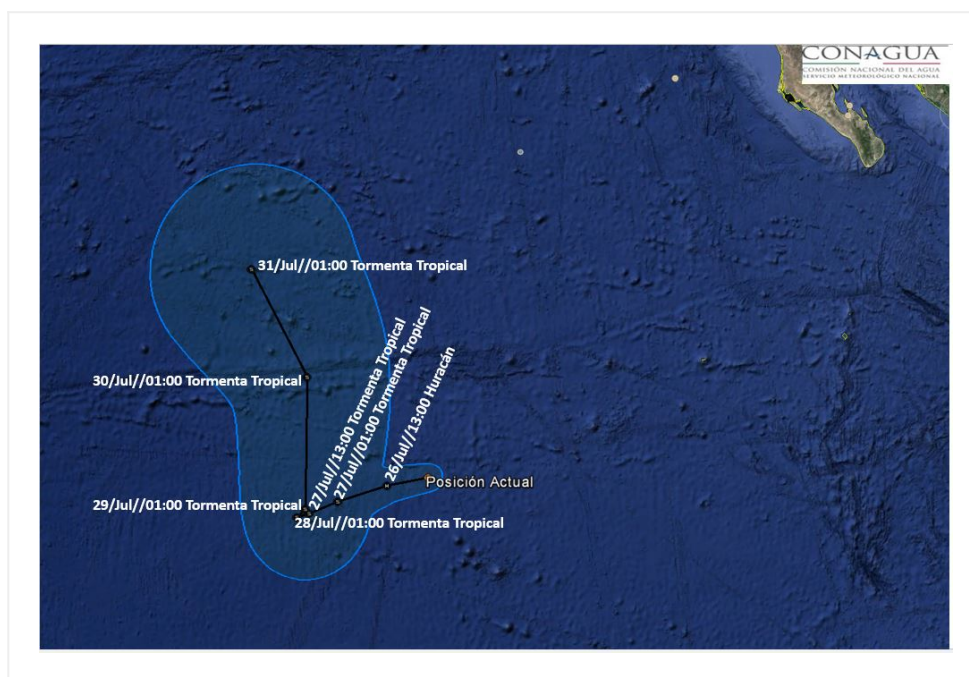 CONAGUA
COMISIÓN NACIONAL DEL AGUA
SERVICIO METEOROLÓGICO NACIONAL
31/Jul//01:00 Tormenta Tropical
30/Jul//01:00 Tormenta Tropical
27/Jul//13:00 Tormenta Tropical
27/Jul//01:00 Tormenta Tropical
26/Jul//13:00 Huracán
Posición Actual
29/Jul//01:00 Tormenta Tropical
28/Jul//01:00 Tormenta Tropical